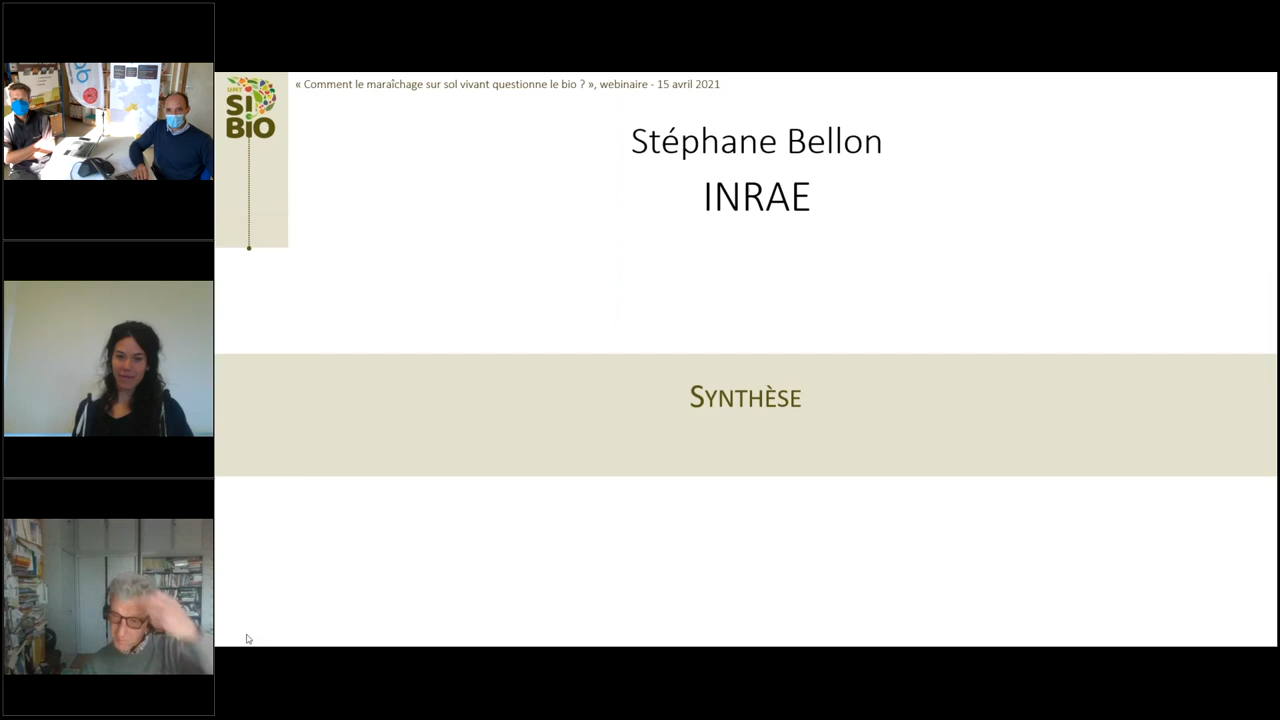 « Comment le maraîchage sur sol vivant questionne le bio ? », webinaire - 15 avril 2021
UMT
SI
BIO
Stéphane Bellon
INRAE
SYNTHÈSE